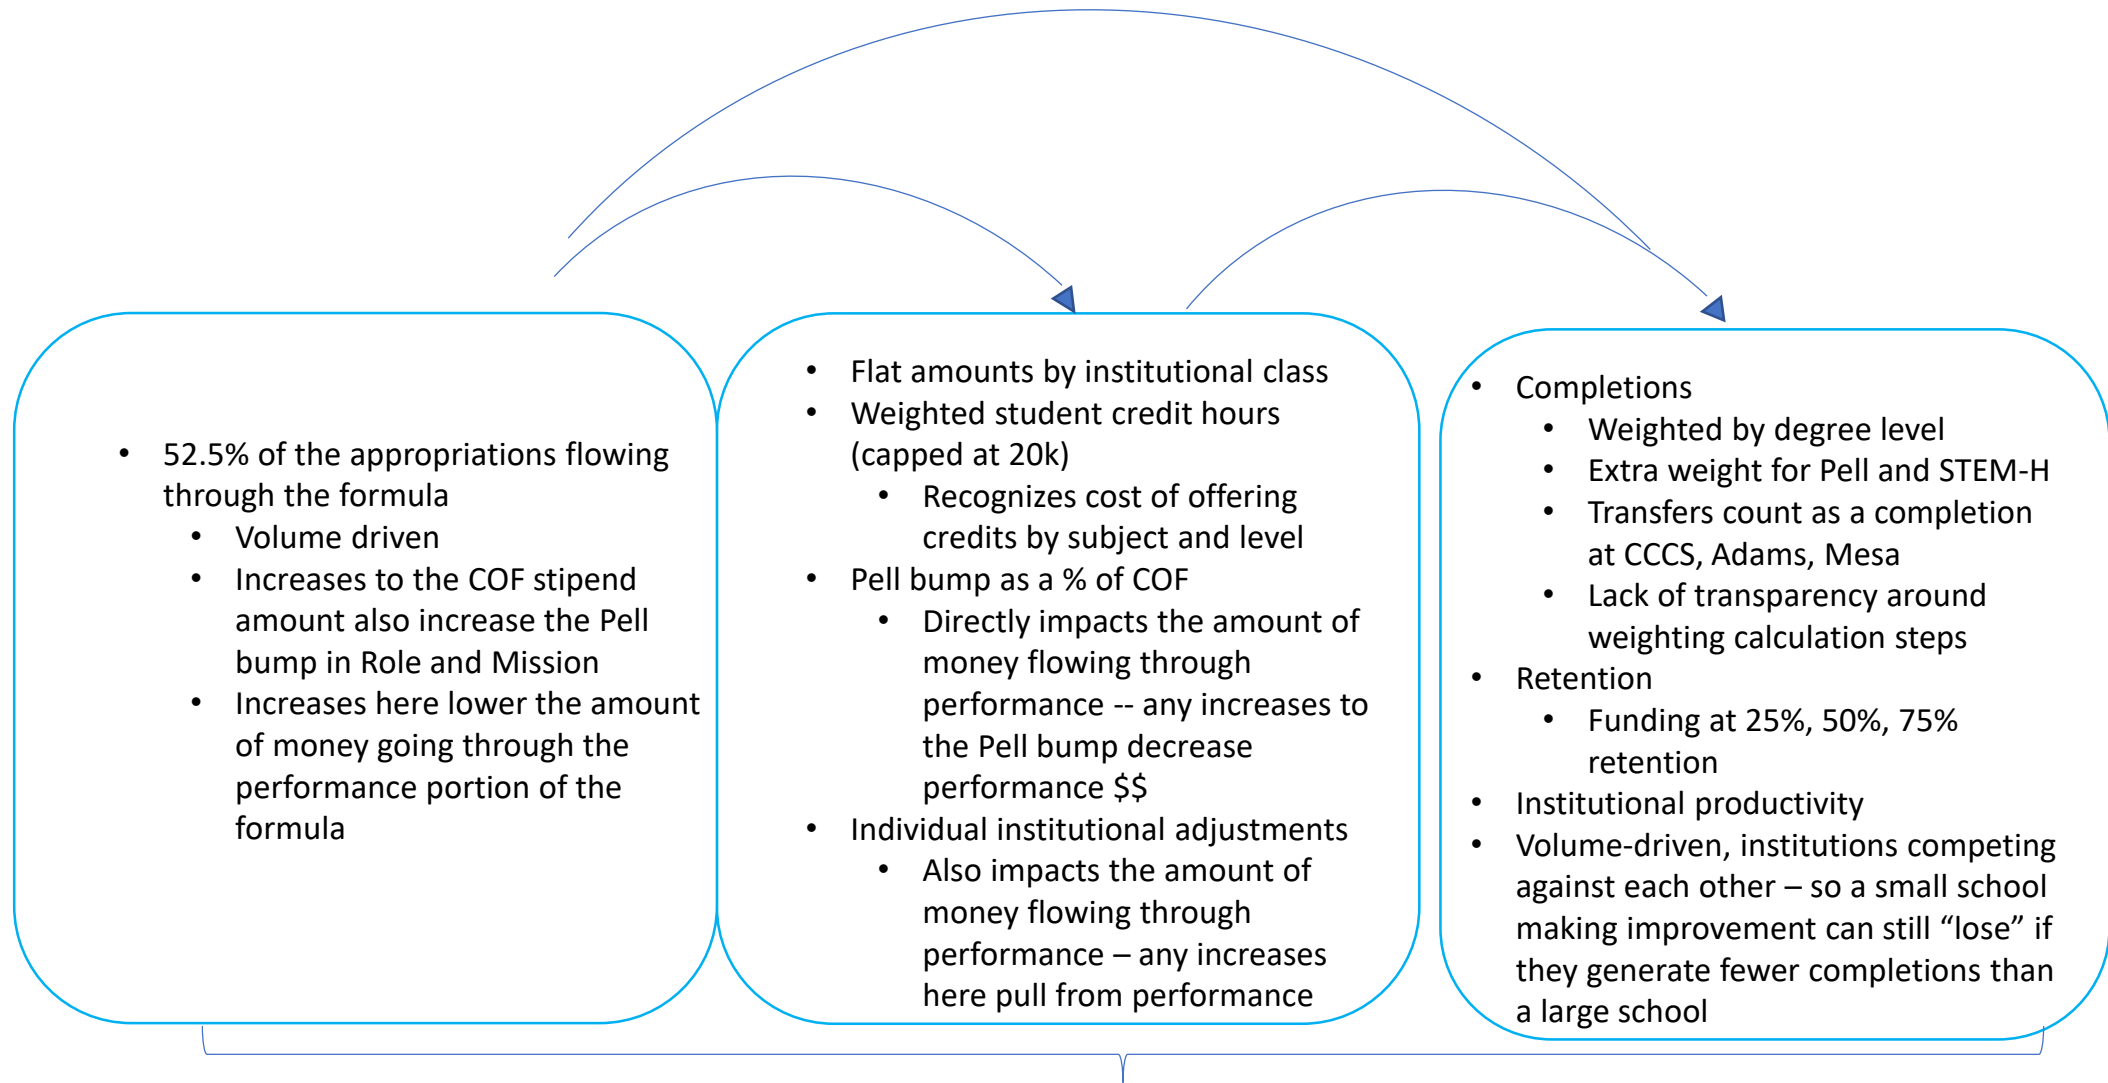 • 52.5% of the appropriations flowing
through the formula
• Volume driven
• Increases to the COF stipend
amount also increase the Pell
bump in Role and Mission
• Increases here lower the amount
of money going through the
performance portion of the
formula
• Flat amounts by institutional class
• Weighted student credit hours
(capped at 20k)
• Recognizes cost of offering
credits by subject and level
• Pell bump as a % of COF
• Directly impacts the amount of
money flowing through
performance -- any increases to
the Pell bump decrease
performance $$
• Individual institutional adjustments
• Also impacts the amount of
money flowing through
performance – any increases
here pull from performance
• Completions
• Weighted by degree level
• Extra weight for Pell and STEM-H
• Transfers count as a completion
at CCCS, Adams, Mesa
• Lack of transparency around
weighting calculation steps
• Retention
• Funding at 25%, 50%, 75%
retention
• Institutional productivity
• Volume-driven, institutions competing
against each other – so a small school
making improvement can still “lose” if
they generate fewer completions than
a large school